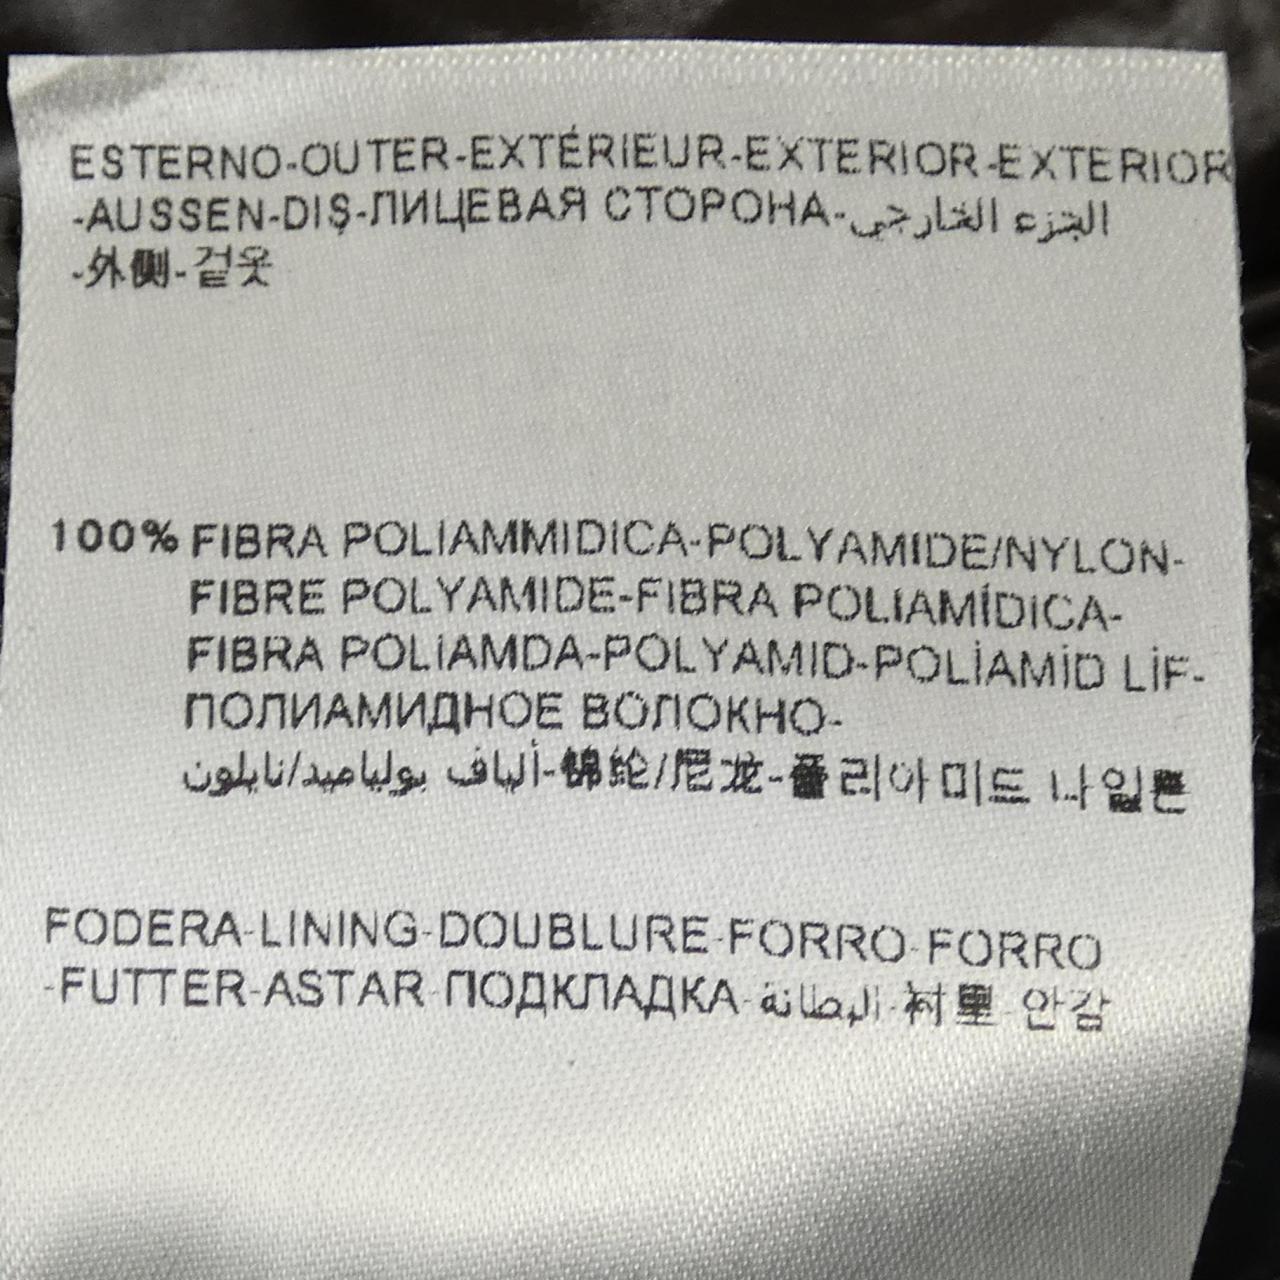 ESTERNO-OUTER-EXTÉRIEUR-EXTERIOR-EXTERIOR
-AUSSEN-DIŞ-ЛИЦЕВАЯ СТОРОНА-الجزء الخارجي
-外侧-겉옷
100% FIBRA POLIAMMIDICA-POLYAMIDE/NYLON-
FIBRE POLYAMIDE-FIBRA POLIAMÍDICA-
FIBRA POLIAMDA-POLYAMID-POLİAMİD LİF-
ПОЛИАМИДНОЕ ВОЛОКНО-
ألياف بولياميد/نايلون-锦纶/尼龙-폴리아미드 나일론
FODERA-LINING-DOUBLURE-FORRO-FORRO
-FUTTER-ASTAR-ПОДКЛАДКА-البطانة-衬里-안감